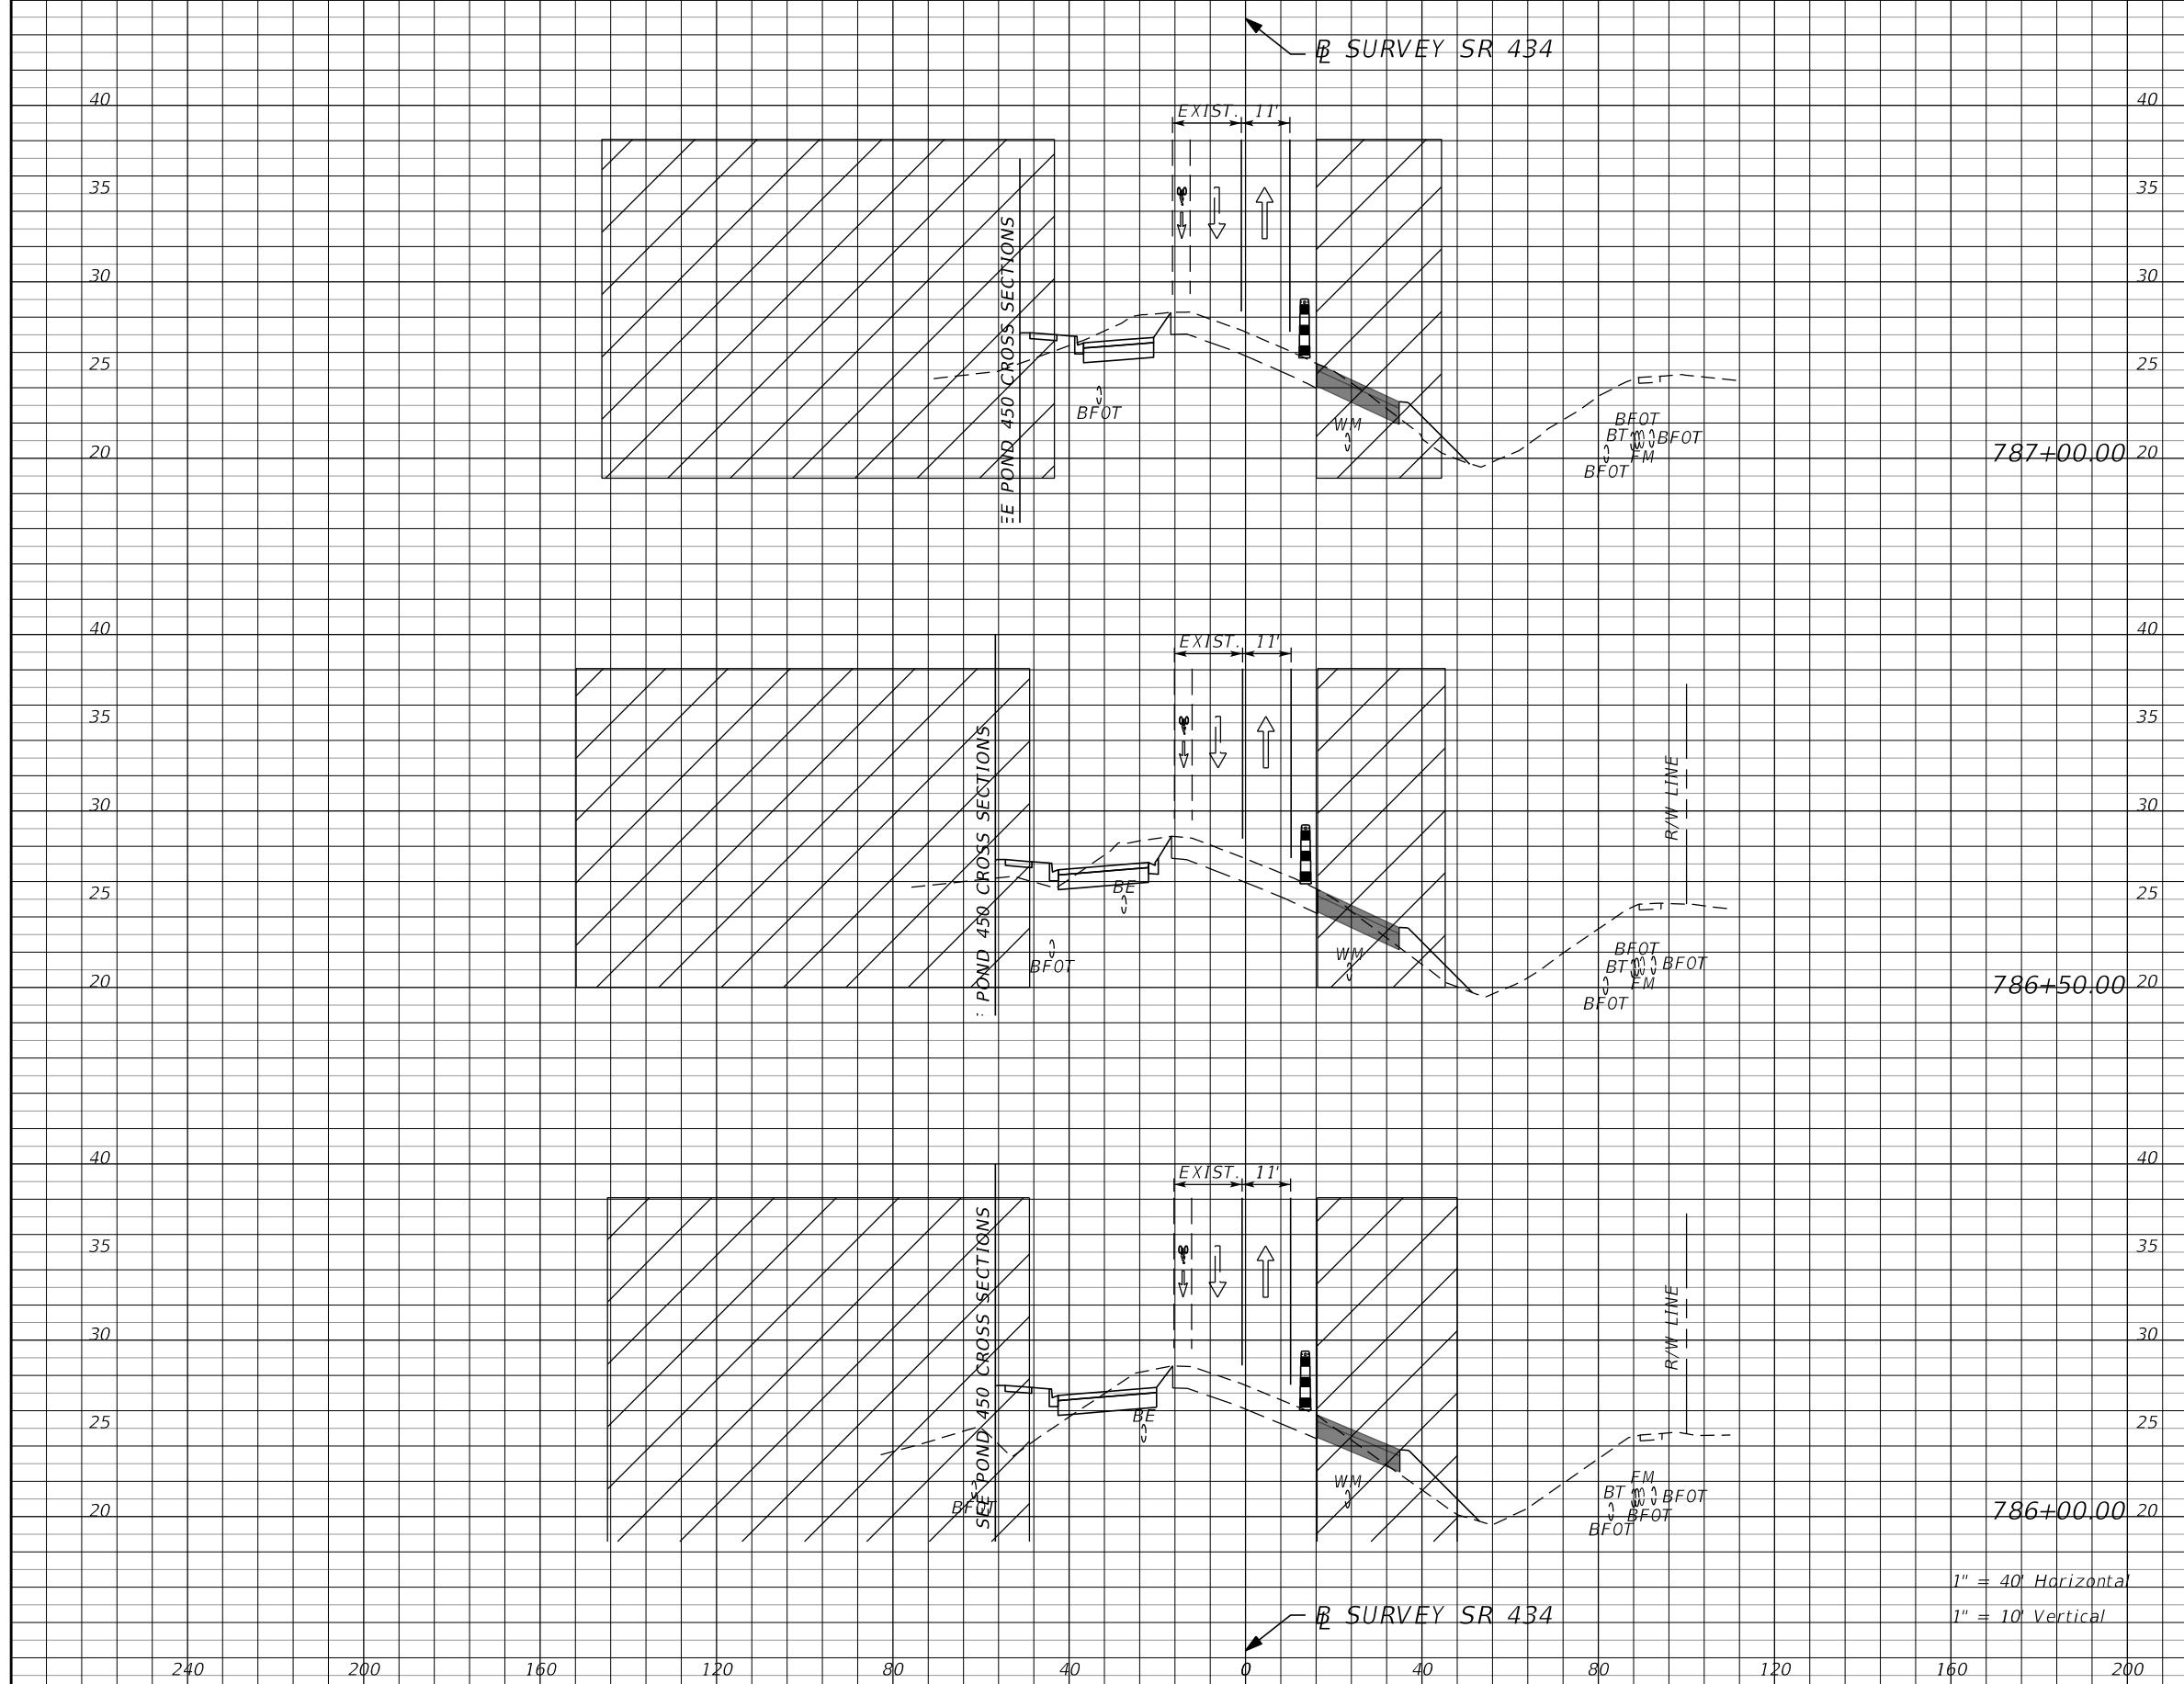 ℄ SURVEY SR 434
40 40
EXIST. 11'
35 35
SEE POND 450 CROSS SECTIONS
30 30
25 25
BFOT
WM
BFOT
BT BFOT
FM
BFOT
20 787+00.00 20
40 40
EXIST. 11'
35 35
POND 450 CROSS SECTIONS
R/W LINE
30 30
25 25
BE
BFOT
WM
BFOT
BT BFOT
FM
BFOT
20 786+50.00 20
40 40
EXIST. 11'
35 35
SEE POND 450 CROSS SECTIONS
R/W LINE
30 30
25 25
BE
BFOT
WM
FM
BT BFOT
BFOT
BFOT
20 786+00.00 20
1" = 40' Horizontal
1" = 10' Vertical
℄ SURVEY SR 434
240 200 160 120 80 40 0 40 80 120 160 200